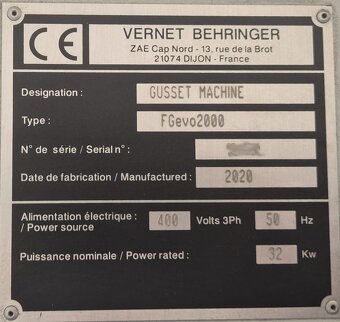 CE
VERNET BEHRINGER
ZAE Cap Nord - 13, rue de la Brot
21074 DIJON - France
Designation : GUSSET MACHINE
Type : FGevo2000
N° de série / Serial n° :
Date de fabrication / Manufactured : 2020
Alimentation électrique : 400 Volts 3Ph 50 Hz
/ Power source
Puissance nominale / Power rated : 32 Kw